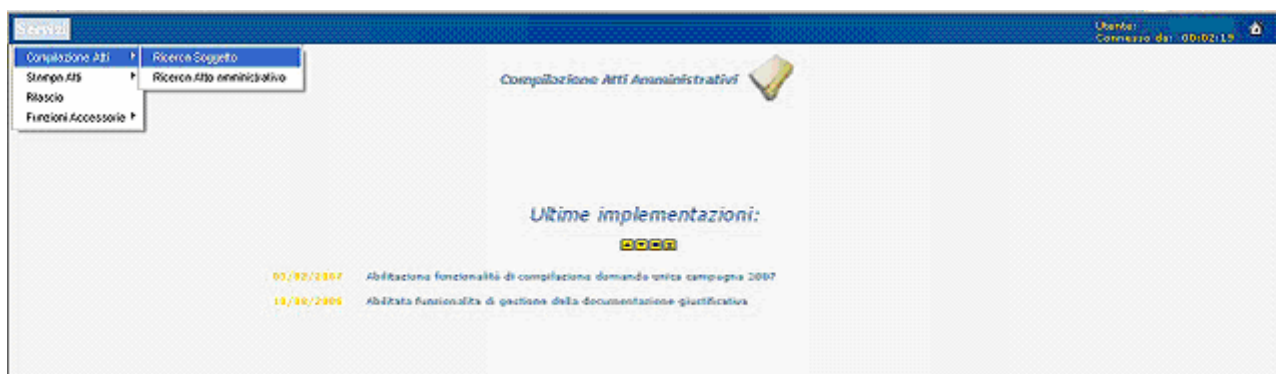 Servizi
Utente:
Connesso da: 00:02:19
Compilazione Atti
Ricerca Soggetto
Stampa Atti
Ricerca Atto amministrativo
Rilascio
Funzioni Accessorie
Compilazione Atti Amministrativi
Ultime implementazioni:
Abilitazione funzionalità di compilazione domanda unica campagna 2007
Abilitata funzionalita di gestione della documentazione giustificativa